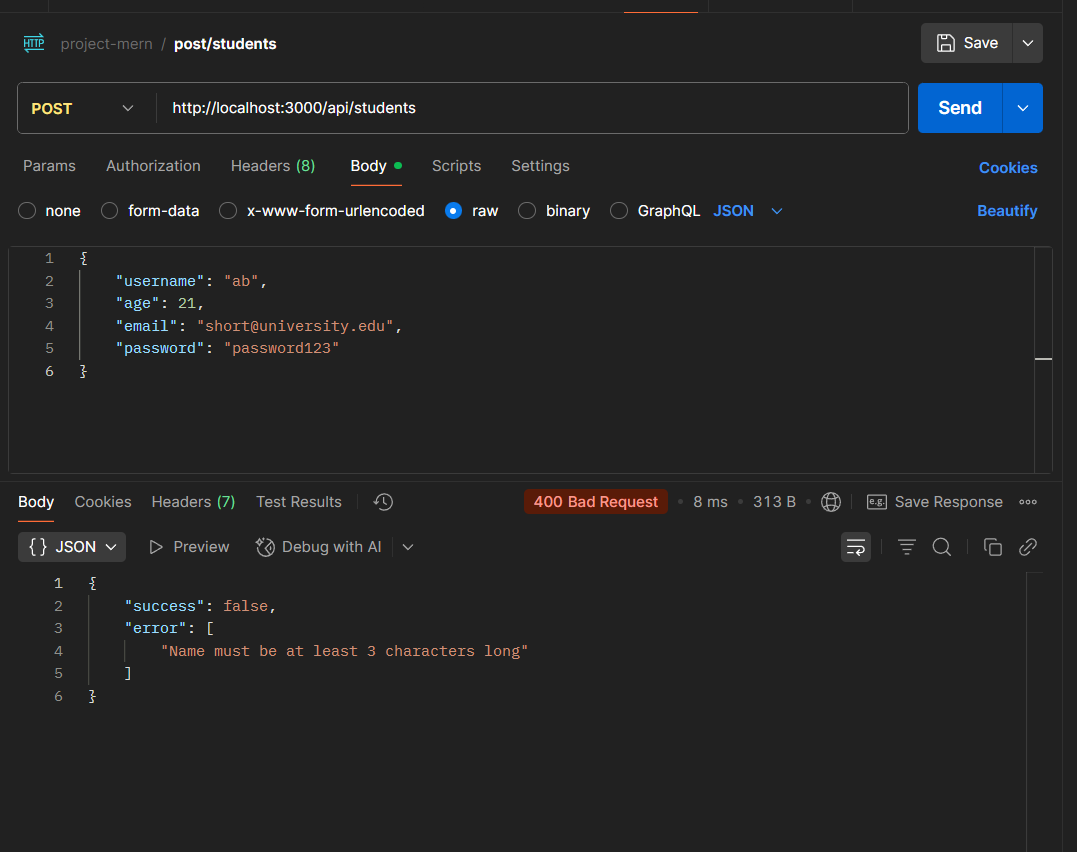 HTTP project-mern / post/students Save
POST http://localhost:3000/api/students Send
Params Authorization Headers (8) Body Scripts Settings Cookies
none form-data x-www-form-urlencoded raw binary GraphQL JSON Beautify
1 {
2 "username": "ab",
3 "age": 21,
4 "email": "short@university.edu",
5 "password": "password123"
6 }
Body Cookies Headers (7) Test Results 400 Bad Request • 8 ms • 313 B • e.g. Save Response
{} JSON Preview Debug with AI
1 {
2 "success": false,
3 "error": [
4 "Name must be at least 3 characters long"
5 ]
6 }